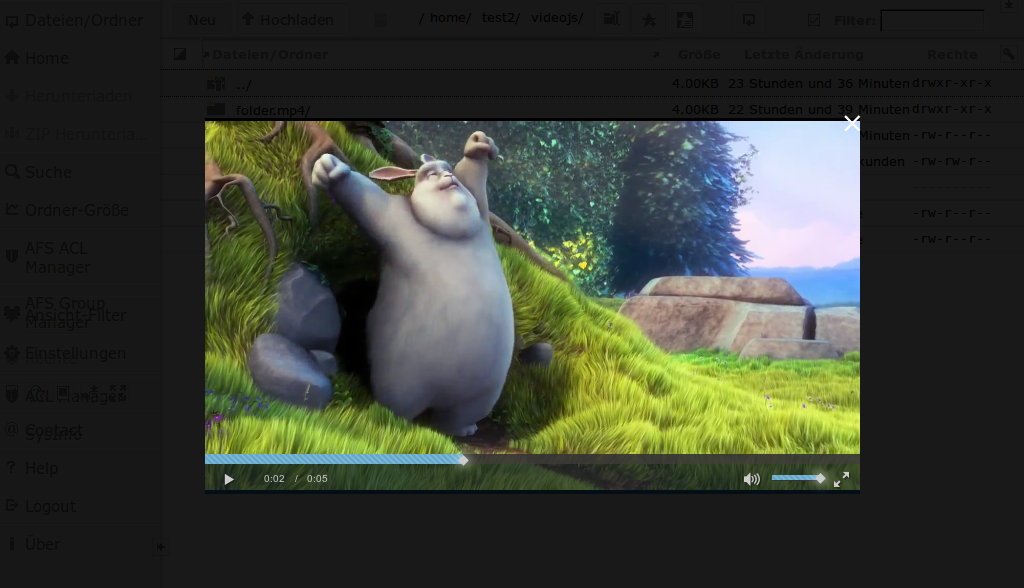 Dateien/Ordner
Neu
Hochladen
/ home/ test2/ videojs/
Filter:
Home
Herunterladen
ZIP Herunterla
Suche
Ordner-Größe
AFS ACL
Manager
AFS Group
Manager
Ansicht-Filter
Einstellungen
ACL Manager
Contact
Sysinfo
Help
Logout
Über
Dateien/Ordner Größe Letzte Änderung Rechte
../ 4.00KB 23 Stunden und 36 Minuten drwxr-xr-x
folder.mp4/ 4.00KB 22 Stunden und 39 Minuten drwxr-xr-x
Minuten -rw-r--r--
kunden -rw-rw-r--
-rw-r--r--
-rw-r--r--
0:02 / 0:05